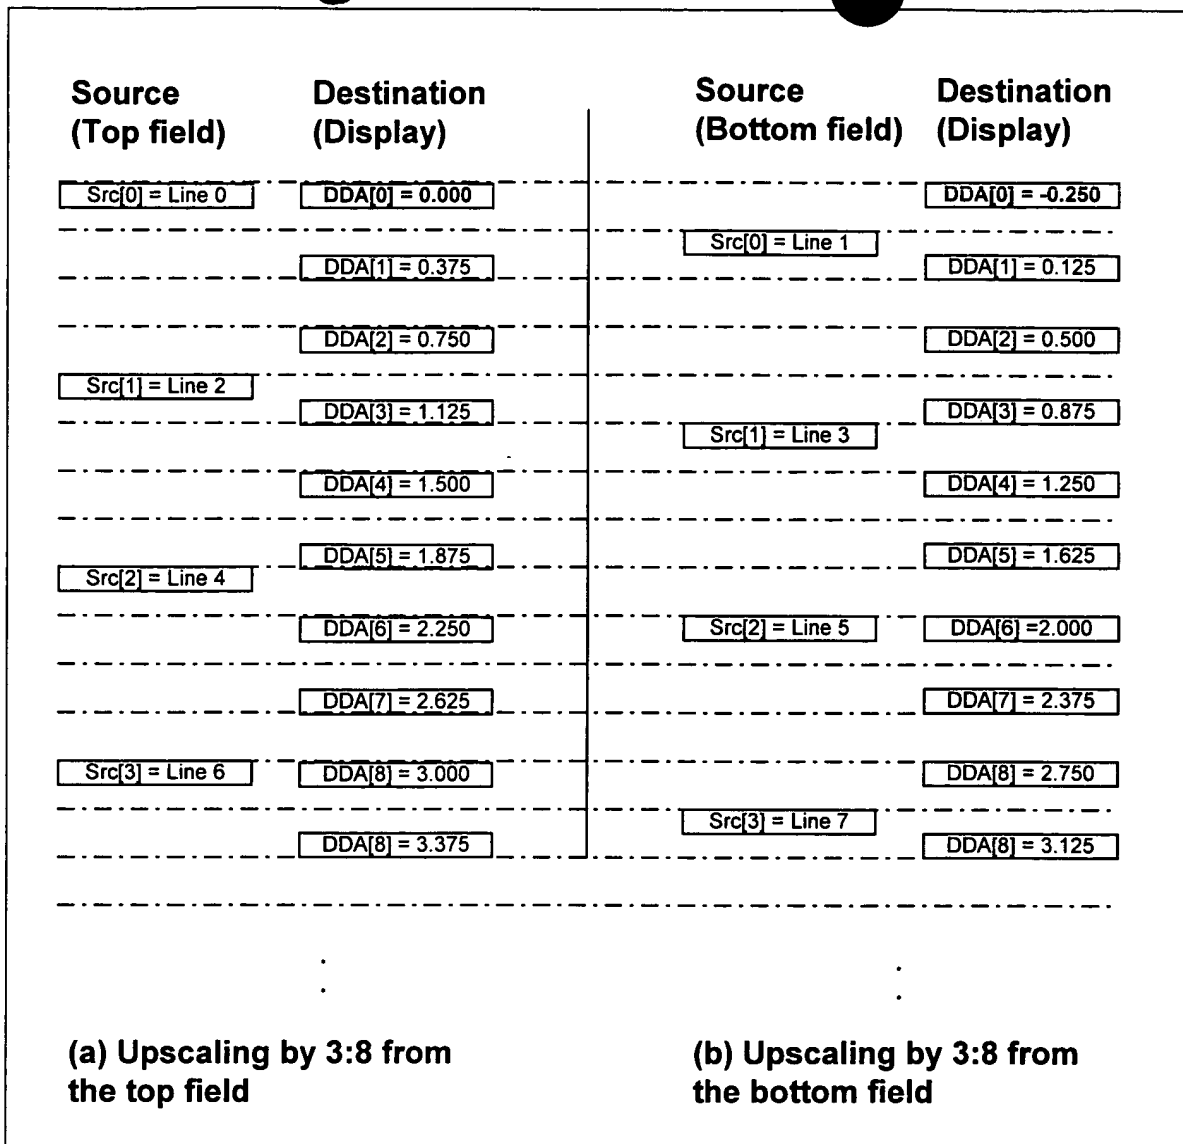 Source
(Top field)
Destination
(Display)
Src[0] = Line 0
DDA[0] = 0.000
DDA[1] = 0.375
DDA[2] = 0.750
Src[1] = Line 2
DDA[3] = 1.125
DDA[4] = 1.500
DDA[5] = 1.875
Src[2] = Line 4
DDA[6] = 2.250
DDA[7] = 2.625
Src[3] = Line 6
DDA[8] = 3.000
DDA[8] = 3.375
(a) Upscaling by 3:8 from
the top field
Source
(Bottom field)
Destination
(Display)
DDA[0] = -0.250
Src[0] = Line 1
DDA[1] = 0.125
DDA[2] = 0.500
DDA[3] = 0.875
Src[1] = Line 3
DDA[4] = 1.250
DDA[5] = 1.625
Src[2] = Line 5
DDA[6] =2.000
DDA[7] = 2.375
DDA[8] = 2.750
Src[3] = Line 7
DDA[8] = 3.125
(b) Upscaling by 3:8 from
the bottom field